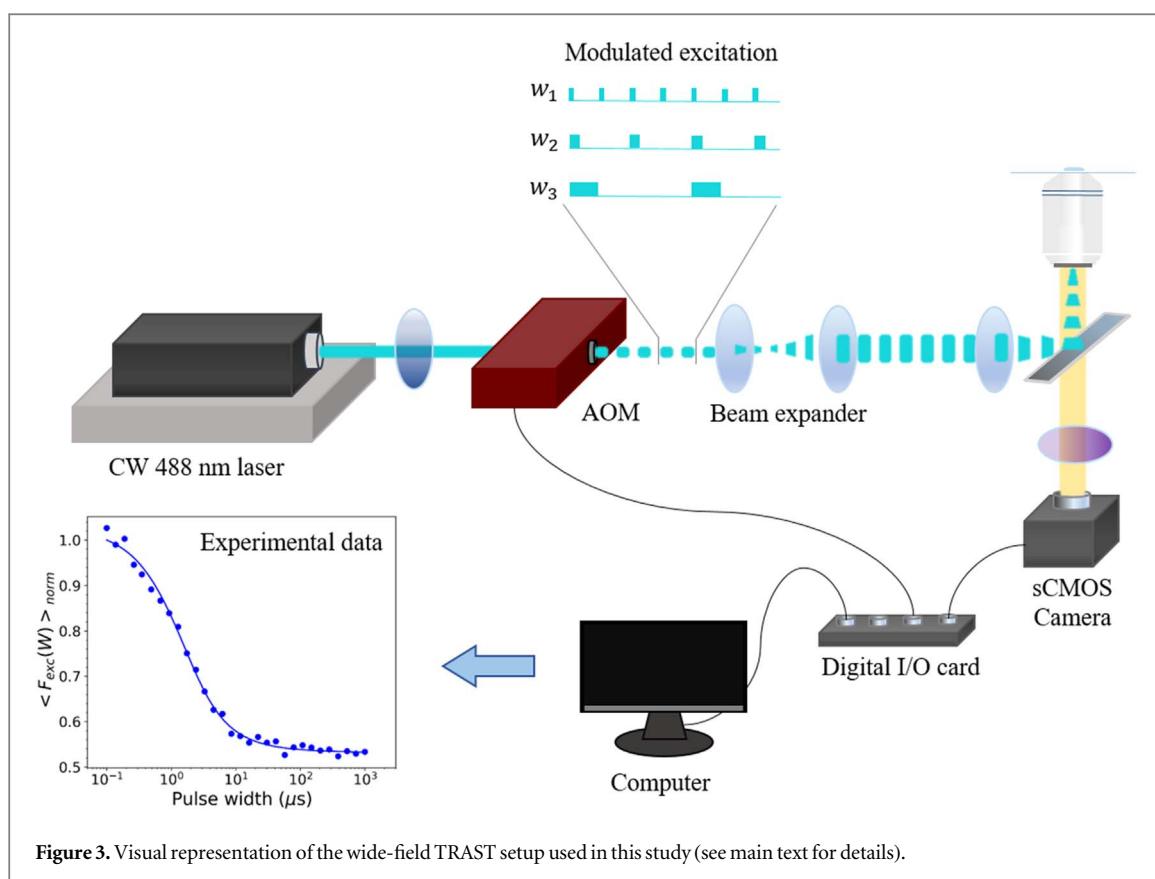 Modulated excitation
w₁
w₂
w₃
AOM
Beam expander
CW 488 nm laser
sCMOS
Camera
Digital I/O card
Computer
Experimental data
< F_exc(W) >_norm
1.0
0.9
0.8
0.7
0.6
0.5
10⁻¹ 10⁰ 10¹ 10² 10³
Pulse width (μs)
Figure 3. Visual representation of the wide-field TRAST setup used in this study (see main text for details).